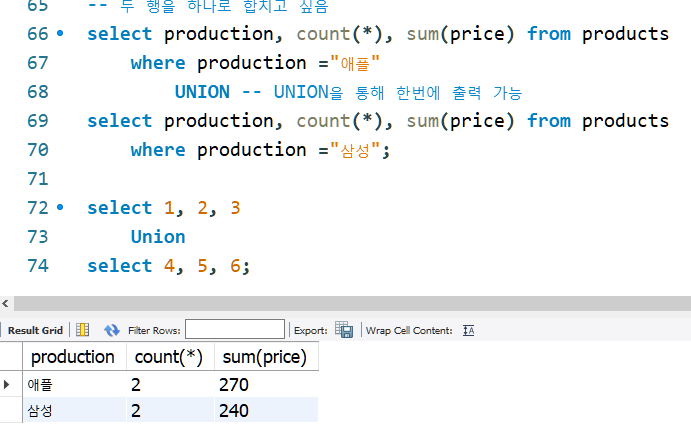 65 -- 두 행을 하나로 합치고 싶음
66 select production, count(*), sum(price) from products
67 where production ="애플"
68 UNION -- UNION을 통해 한번에 출력 가능
69 select production, count(*), sum(price) from products
70 where production ="삼성";
71
72 select 1, 2, 3
73 Union
74 select 4, 5, 6;
Result Grid Filter Rows: Export: Wrap Cell Content:
production count(*) sum(price)
애플 2 270
삼성 2 240